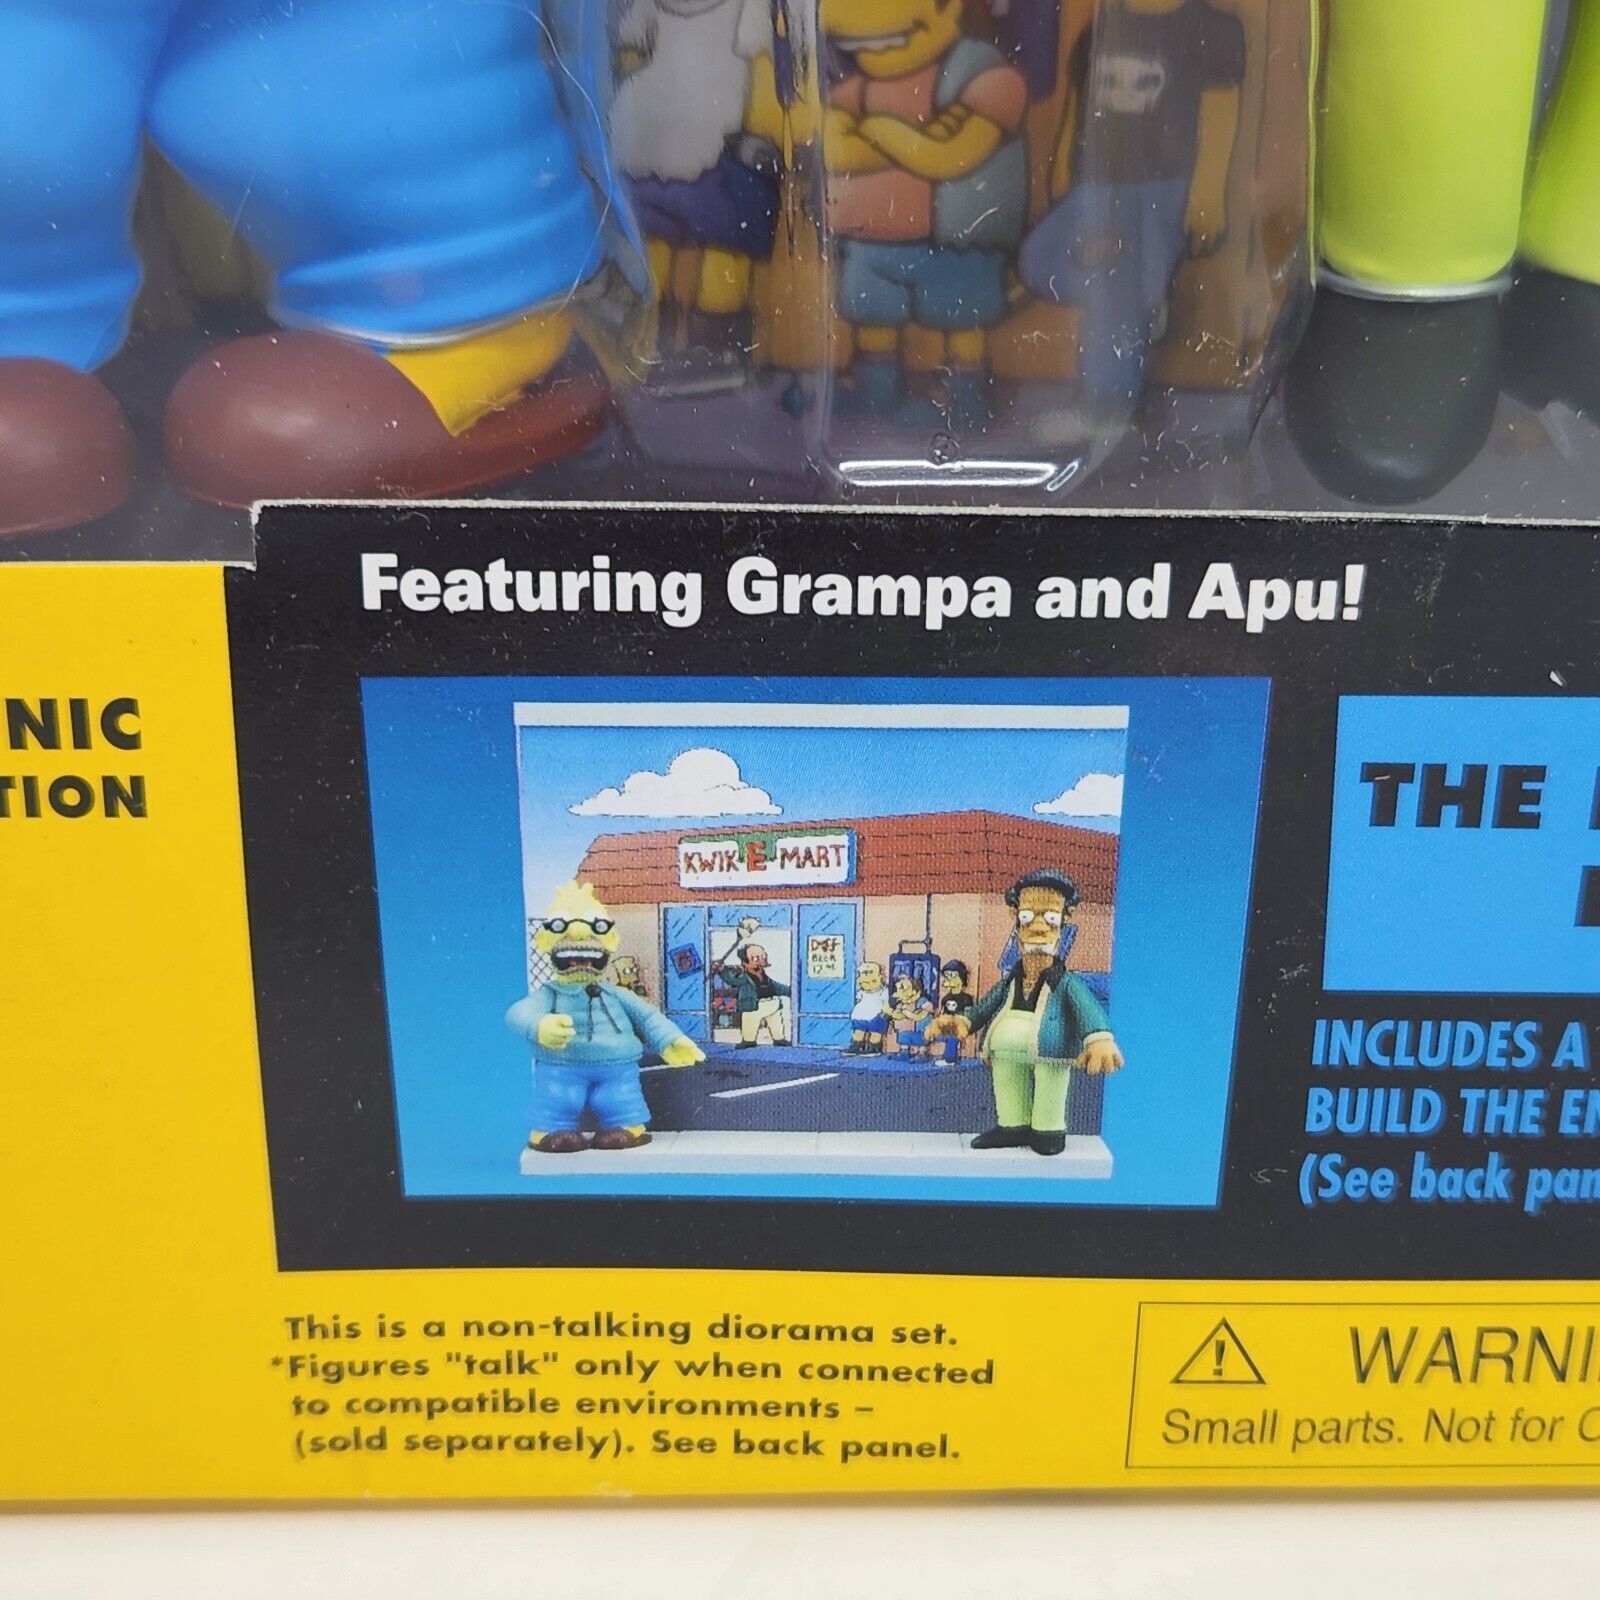 Featuring Grampa and Apu!
NIC
TION
KWIK-E-MART
DUFF
BEER
THE
INCLUDES A
BUILD THE
(See back
This is a non-talking diorama set.
*Figures "talk" only when connected
to compatible environments –
(sold separately). See back panel.
Small parts. Not for